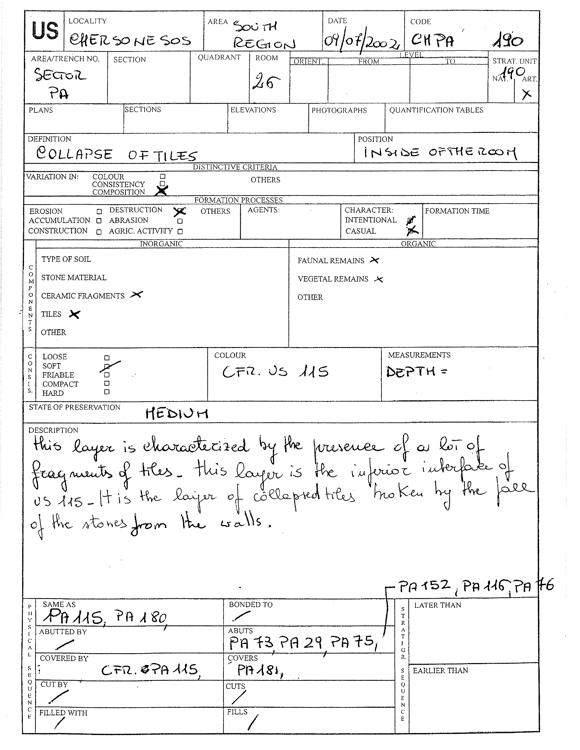 US
LOCALITY
CHERSONESOS
AREA SOUTH
REGION
DATE
09/07/2002
CODE
CHPA 190
AREA/TRENCH NO.
SECTOR
PA
SECTION
QUADRANT
ROOM
26
LEVEL
ORIENT. FROM TO
STRAT. UNIT
190
NAT. ART.
X
PLANS
SECTIONS
ELEVATIONS
PHOTOGRAPHS
QUANTIFICATION TABLES
DEFINITION
COLLAPSE OF TILES
POSITION
INSIDE OF THE ROOM
DISTINCTIVE CRITERIA
VARIATION IN: COLOUR
CONSISTENCY
COMPOSITION X
OTHERS
FORMATION PROCESSES
EROSION DESTRUCTION X OTHERS
ACCUMULATION ABRASION
CONSTRUCTION AGRIC. ACTIVITY
AGENTS:
CHARACTER:
INTENTIONAL
CASUAL X
FORMATION TIME
COMPONENTS
INORGANIC
TYPE OF SOIL
STONE MATERIAL
CERAMIC FRAGMENTS X
TILES X
OTHER
ORGANIC
FAUNAL REMAINS X
VEGETAL REMAINS X
OTHER
CONSIS.
LOOSE
SOFT
FRIABLE
COMPACT
HARD
COLOUR
CFR. US 115
MEASUREMENTS
DEPTH =
STATE OF PRESERVATION MEDIUM
DESCRIPTION
this layer is characterized by the presence of a lot of
fragments of tiles_ this layer is the inferior interface of
US 115_ It is the layer of collapsed tiles broken by the fall
of the stones from the walls.
PA 152, PA 116, PA 76
PHYSICAL SEQUENCE
SAME AS
PA 115, PA 180,
BONDED TO
/
ABUTTED BY
/
ABUTS
PA 73, PA 29, PA 75,
COVERED BY
CFR. PA 115,
COVERS
PA 181,
CUT BY
/
CUTS
/
FILLED WITH
/
FILLS
/
STRATIGR. SEQUENCE
LATER THAN
EARLIER THAN